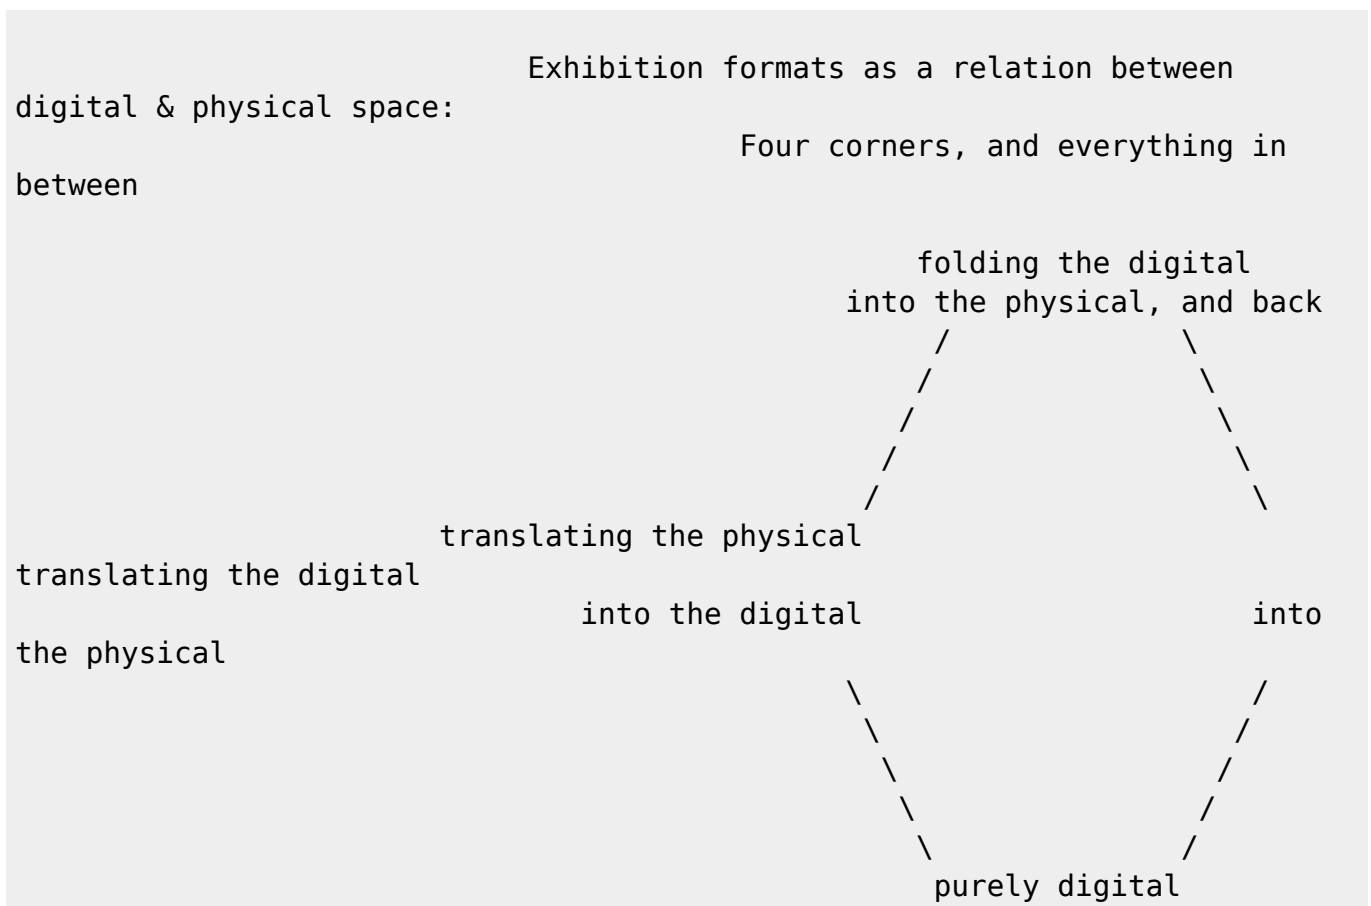 Exhibition formats as a relation between
digital & physical space:
Four corners, and everything in
between
folding the digital
into the physical, and back
/ \
/ \
/ \
/ \
/ \
translating the physical
translating the digital
into the digital into
the physical
\ /
\ /
\ /
\ /
\ /
purely digital